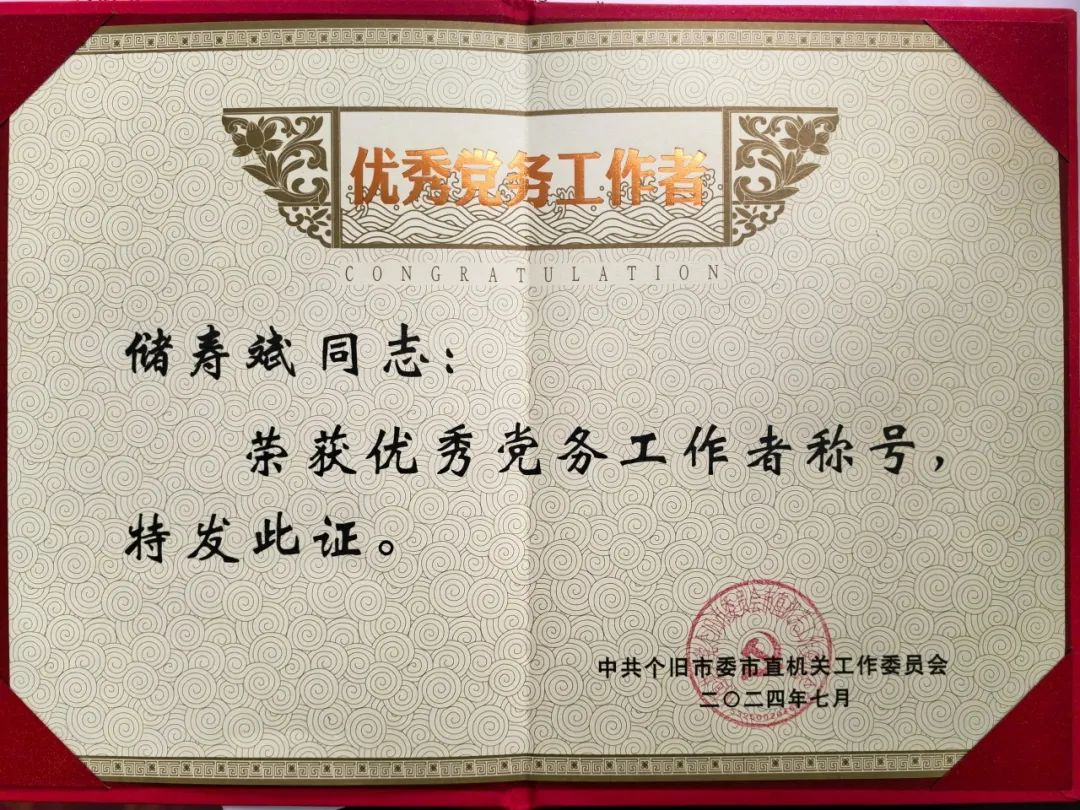 优秀党务工作者
CONGRATULATION
储寿斌同志：
荣获优秀党务工作者称号，
特发此证。
中共个旧市委市直机关工作委员会
二〇二四年七月